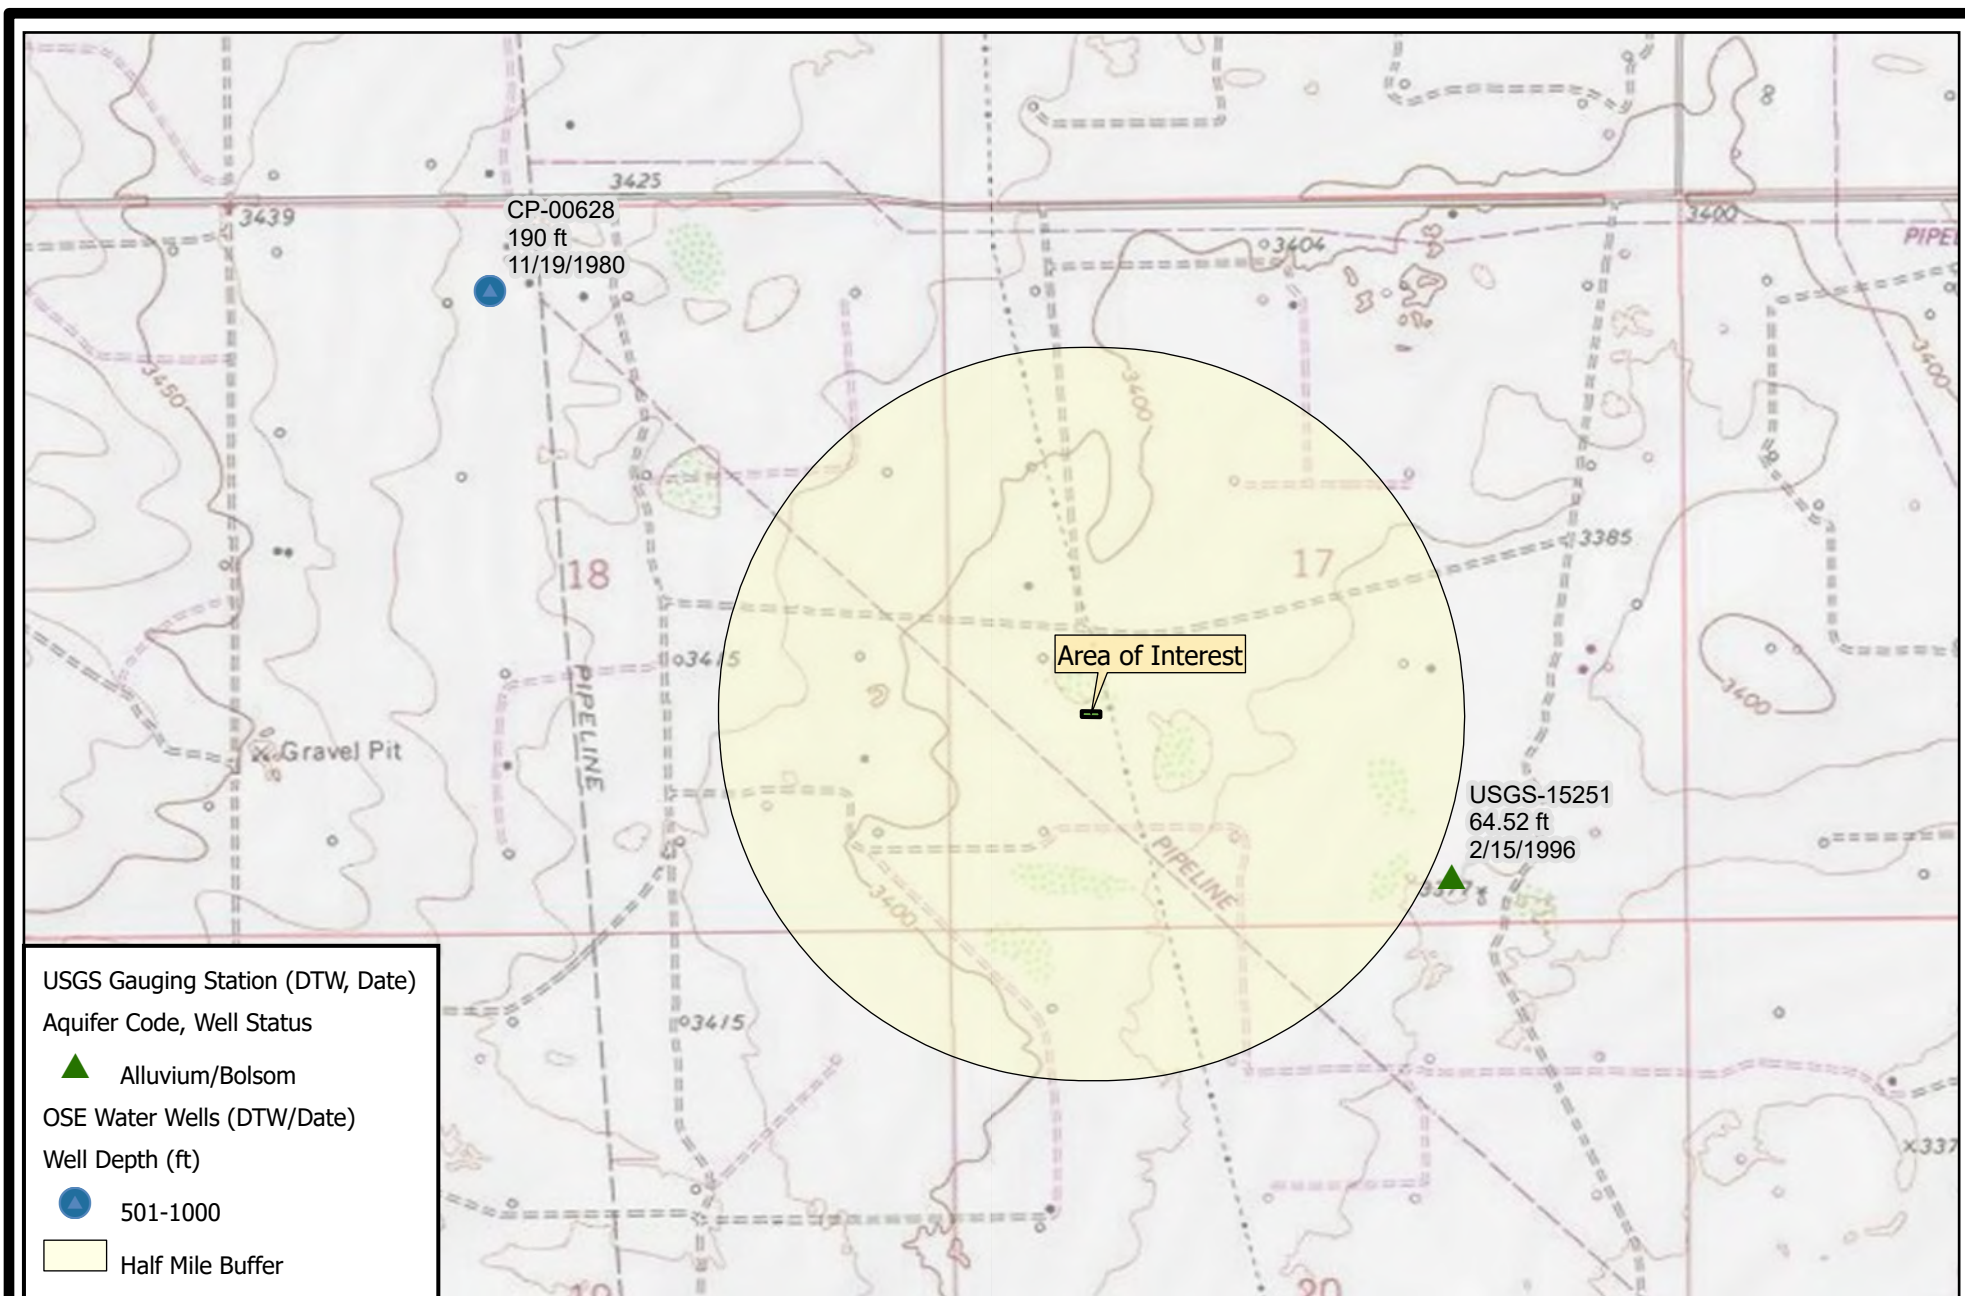 3425
CP-00628
190 ft
11/19/1980
3439
3400
3404
PIPEL
3450
3400
3400
18
17
3385
3415
Area of Interest
PIPELINE
3400
Gravel Pit
USGS-15251
64.52 ft
2/15/1996
PIPELINE
3400
3415
×337
20
USGS Gauging Station (DTW, Date)
Aquifer Code, Well Status
Alluvium/Bolsom
OSE Water Wells (DTW/Date)
Well Depth (ft)
501-1000
Half Mile Buffer